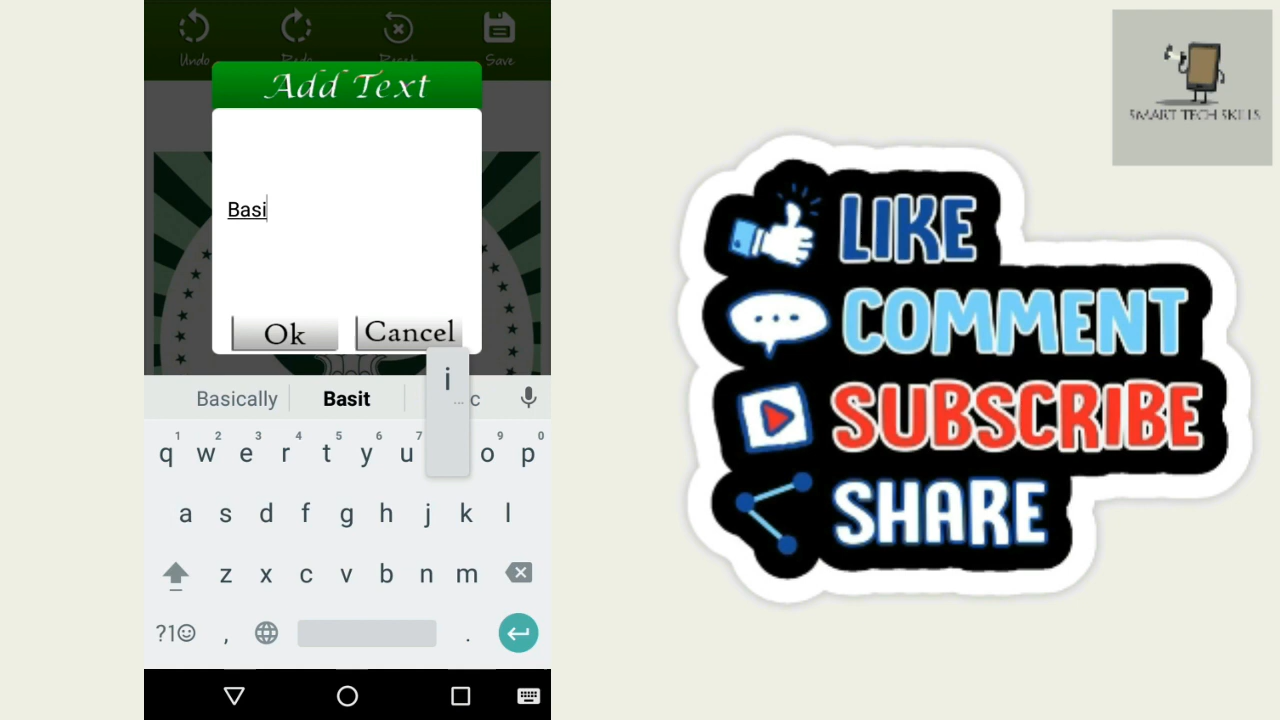 Undo Redo Reset Save
Add Text
Basi
Ok Cancel
Basically Basit i ... c
1 2 3 4 5 6 7 9 0
q w e r t y u o p
a s d f g h j k l
z x c v b n m
?1☺ , .
SMART TECH SKILLS
LIKE
COMMENT
SUBSCRIBE
SHARE